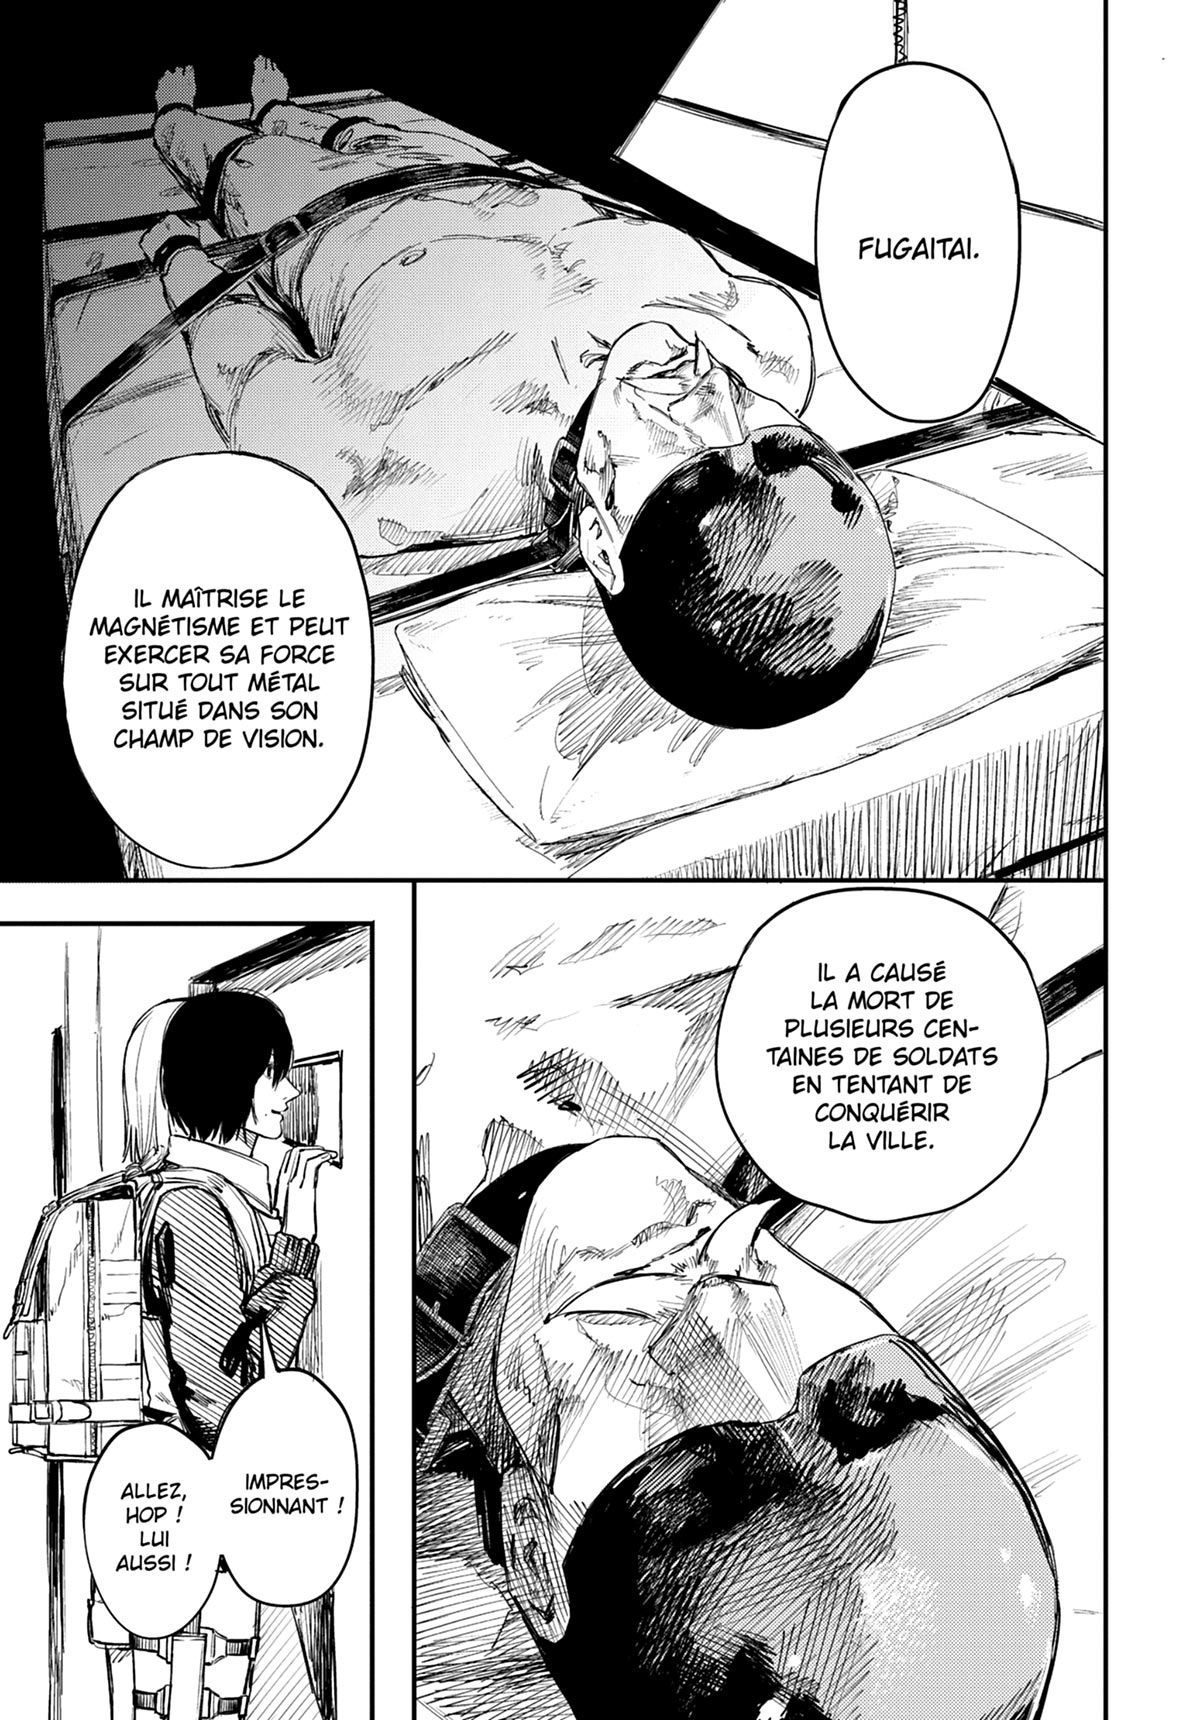 FUGAITAI.
IL MAÎTRISE LE
MAGNÉTISME ET PEUT
EXERCER SA FORCE
SUR TOUT MÉTAL
SITUÉ DANS SON
CHAMP DE VISION.
IL A CAUSÉ
LA MORT DE
PLUSIEURS CEN-
TAINES DE SOLDATS
EN TENTANT DE
CONQUÉRIR
LA VILLE.
IMPRES-
SIONNANT !
ALLEZ,
HOP !
LUI
AUSSI !